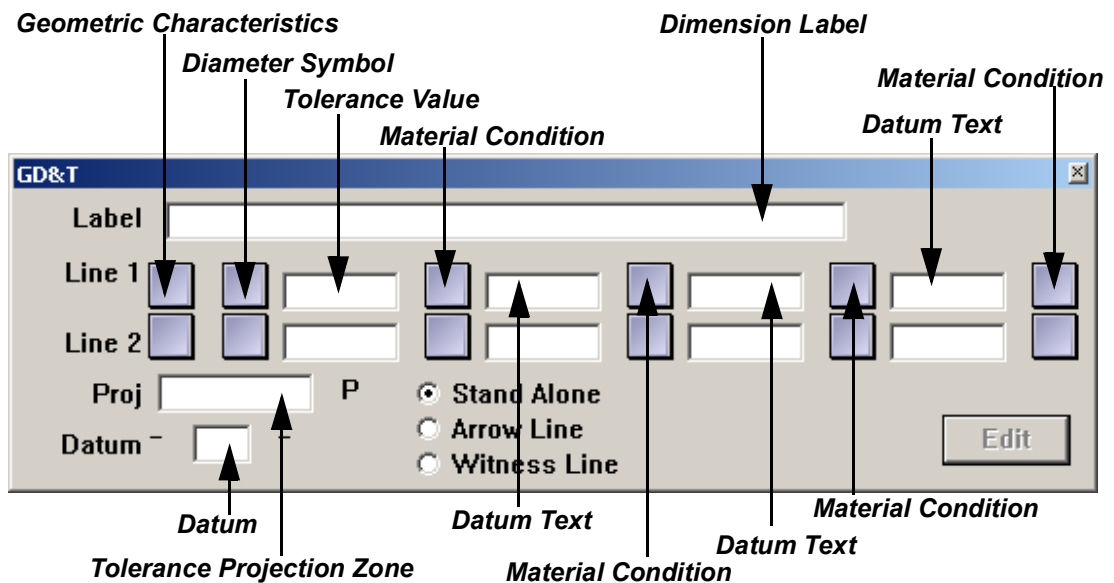 Geometric Characteristics
Dimension Label
Diameter Symbol
Material Condition
Tolerance Value
Datum Text
Material Condition
GD&T
Label
Line 1
Line 2
Proj P
Stand Alone
Datum - -
Arrow Line
Edit
Witness Line
Material Condition
Datum
Datum Text
Datum Text
Tolerance Projection Zone
Material Condition